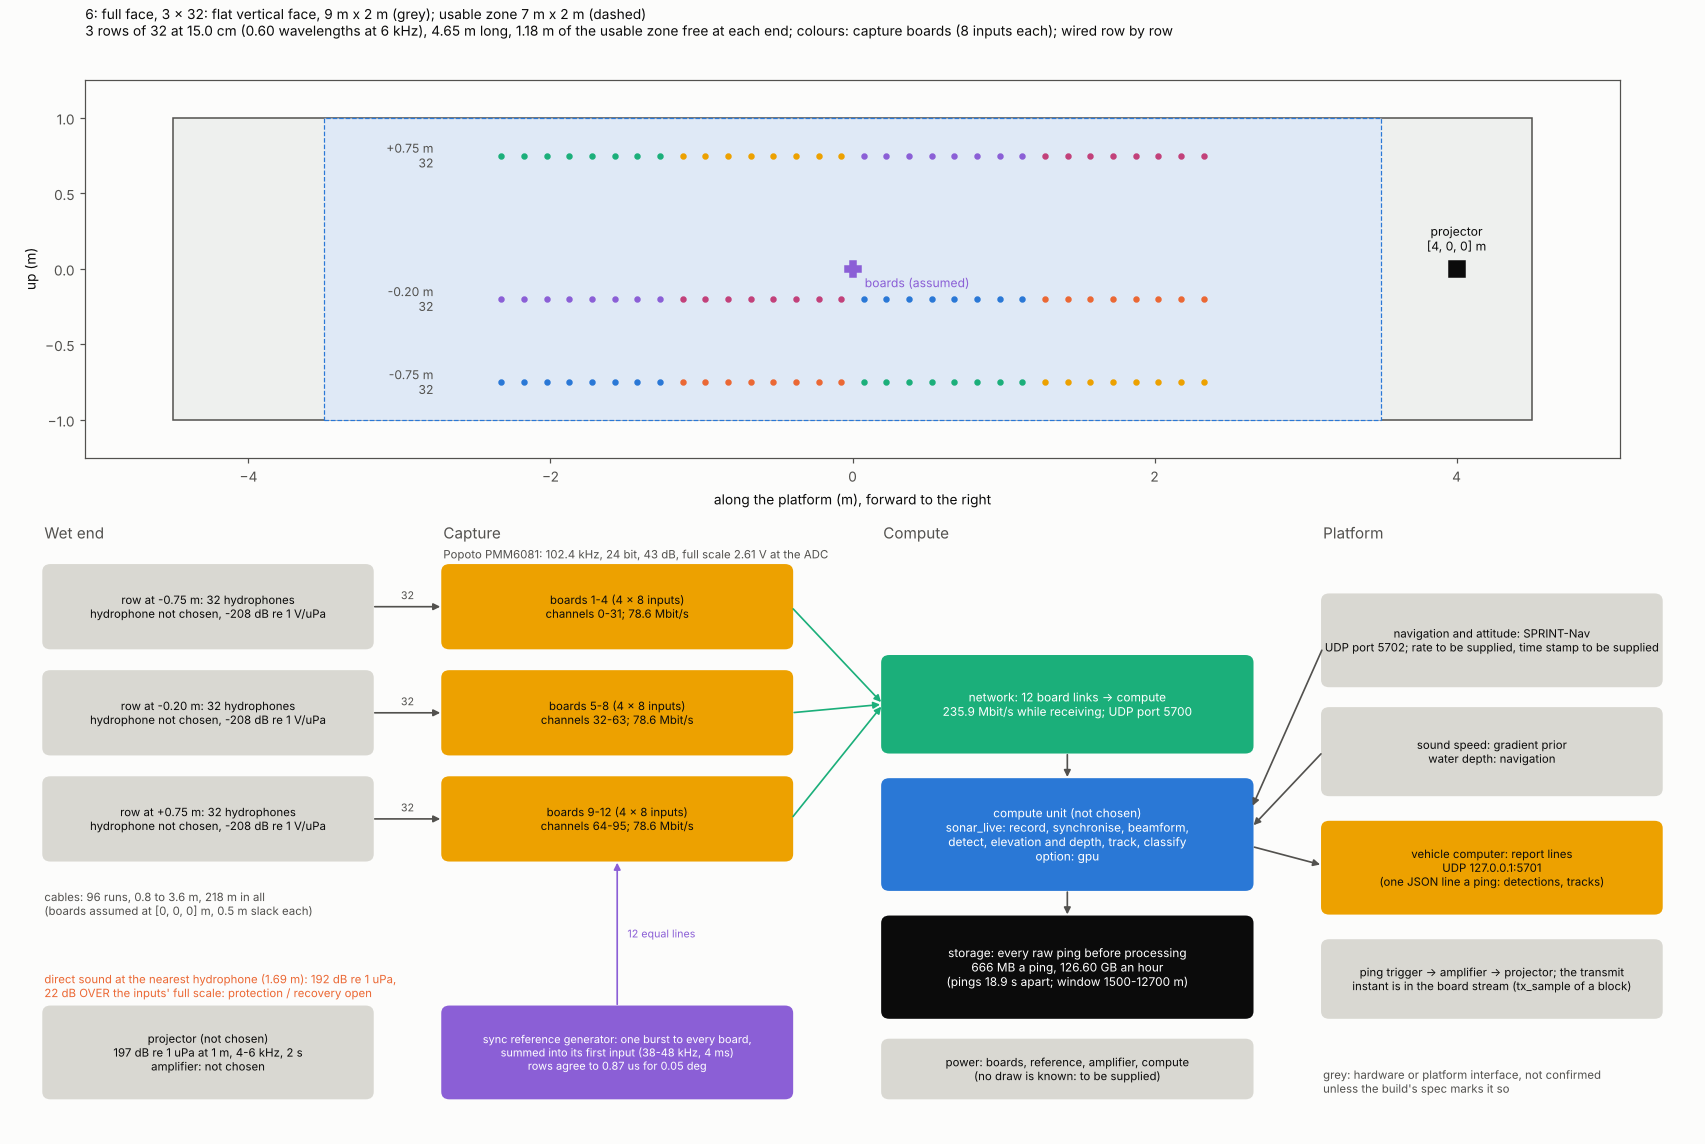 6: full face, 3 × 32: flat vertical face, 9 m x 2 m (grey); usable zone 7 m x 2 m (dashed)
3 rows of 32 at 15.0 cm (0.60 wavelengths at 6 kHz), 4.65 m long, 1.18 m of the usable zone free at each end; colours: capture boards (8 inputs each); wired row by row
up (m)
1.0
0.5
0.0
−0.5
−1.0
+0.75 m
32
-0.20 m
32
-0.75 m
32
boards (assumed)
projector
[4, 0, 0] m
−4
−2
0
2
4
along the platform (m), forward to the right
Wet end
row at -0.75 m: 32 hydrophones
hydrophone not chosen, -208 dB re 1 V/uPa
32
row at -0.20 m: 32 hydrophones
hydrophone not chosen, -208 dB re 1 V/uPa
32
row at +0.75 m: 32 hydrophones
hydrophone not chosen, -208 dB re 1 V/uPa
32
cables: 96 runs, 0.8 to 3.6 m, 218 m in all
(boards assumed at [0, 0, 0] m, 0.5 m slack each)
direct sound at the nearest hydrophone (1.69 m): 192 dB re 1 uPa,
22 dB OVER the inputs' full scale: protection / recovery open
projector (not chosen)
197 dB re 1 uPa at 1 m, 4-6 kHz, 2 s
amplifier: not chosen
Capture
Popoto PMM6081: 102.4 kHz, 24 bit, 43 dB, full scale 2.61 V at the ADC
boards 1-4 (4 × 8 inputs)
channels 0-31; 78.6 Mbit/s
boards 5-8 (4 × 8 inputs)
channels 32-63; 78.6 Mbit/s
boards 9-12 (4 × 8 inputs)
channels 64-95; 78.6 Mbit/s
12 equal lines
sync reference generator: one burst to every board,
summed into its first input (38-48 kHz, 4 ms)
rows agree to 0.87 us for 0.05 deg
Compute
network: 12 board links → compute
235.9 Mbit/s while receiving; UDP port 5700
compute unit (not chosen)
sonar_live: record, synchronise, beamform,
detect, elevation and depth, track, classify
option: gpu
storage: every raw ping before processing
666 MB a ping, 126.60 GB an hour
(pings 18.9 s apart; window 1500-12700 m)
power: boards, reference, amplifier, compute
(no draw is known: to be supplied)
Platform
navigation and attitude: SPRINT-Nav
UDP port 5702; rate to be supplied, time stamp to be supplied
sound speed: gradient prior
water depth: navigation
vehicle computer: report lines
UDP 127.0.0.1:5701
(one JSON line a ping: detections, tracks)
ping trigger → amplifier → projector; the transmit
instant is in the board stream (tx_sample of a block)
grey: hardware or platform interface, not confirmed
unless the build's spec marks it so